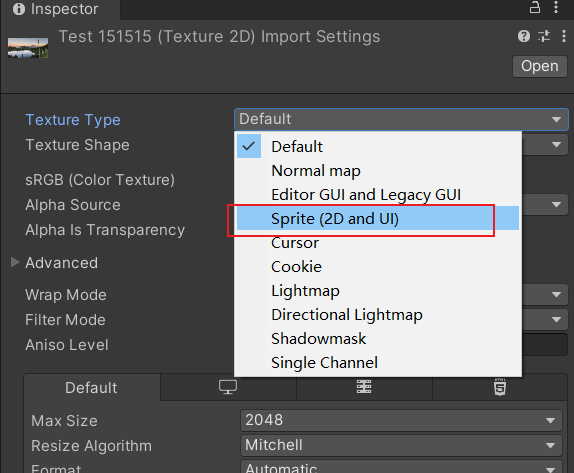 Inspector
Test 151515 (Texture 2D) Import Settings
Open
Texture Type
Default
Texture Shape
Default
sRGB (Color Texture)
Normal map
Alpha Source
Editor GUI and Legacy GUI
Alpha Is Transparency
Sprite (2D and UI)
Cursor
Advanced
Cookie
Wrap Mode
Lightmap
Filter Mode
Directional Lightmap
Aniso Level
Shadowmask
Single Channel
Default
HTML
Max Size
2048
Resize Algorithm
Mitchell
Format
Automatic